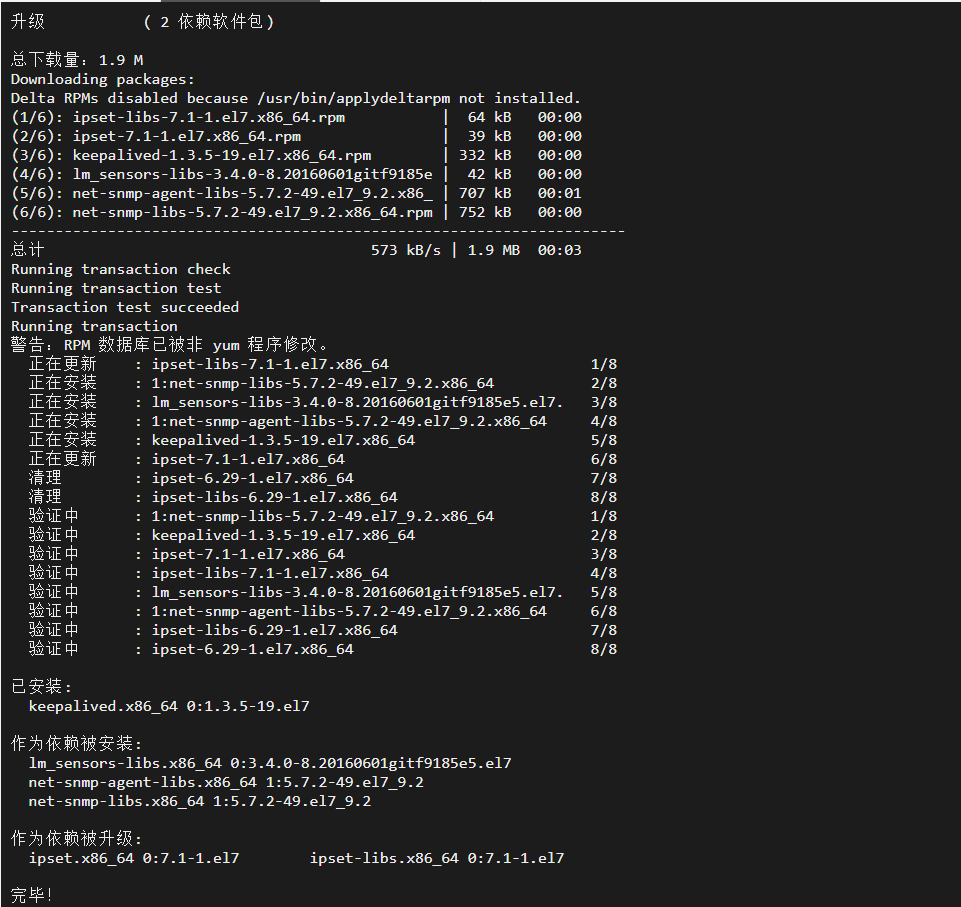 升级 ( 2 依赖软件包)
总下载量：1.9 M
Downloading packages:
Delta RPMs disabled because /usr/bin/applydeltarpm not installed.
(1/6): ipset-libs-7.1-1.el7.x86_64.rpm | 64 kB 00:00
(2/6): ipset-7.1-1.el7.x86_64.rpm | 39 kB 00:00
(3/6): keepalived-1.3.5-19.el7.x86_64.rpm | 332 kB 00:00
(4/6): lm_sensors-libs-3.4.0-8.20160601gitf9185e | 42 kB 00:00
(5/6): net-snmp-agent-libs-5.7.2-49.el7_9.2.x86_ | 707 kB 00:01
(6/6): net-snmp-libs-5.7.2-49.el7_9.2.x86_64.rpm | 752 kB 00:00
--------------------------------------------------------------------------------
总计 573 kB/s | 1.9 MB 00:03
Running transaction check
Running transaction test
Transaction test succeeded
Running transaction
警告：RPM 数据库已被非 yum 程序修改。
正在更新 : ipset-libs-7.1-1.el7.x86_64 1/8
正在安装 : 1:net-snmp-libs-5.7.2-49.el7_9.2.x86_64 2/8
正在安装 : lm_sensors-libs-3.4.0-8.20160601gitf9185e5.el7. 3/8
正在安装 : 1:net-snmp-agent-libs-5.7.2-49.el7_9.2.x86_64 4/8
正在安装 : keepalived-1.3.5-19.el7.x86_64 5/8
正在更新 : ipset-7.1-1.el7.x86_64 6/8
清理 : ipset-6.29-1.el7.x86_64 7/8
清理 : ipset-libs-6.29-1.el7.x86_64 8/8
验证中 : 1:net-snmp-libs-5.7.2-49.el7_9.2.x86_64 1/8
验证中 : keepalived-1.3.5-19.el7.x86_64 2/8
验证中 : ipset-7.1-1.el7.x86_64 3/8
验证中 : ipset-libs-7.1-1.el7.x86_64 4/8
验证中 : lm_sensors-libs-3.4.0-8.20160601gitf9185e5.el7. 5/8
验证中 : 1:net-snmp-agent-libs-5.7.2-49.el7_9.2.x86_64 6/8
验证中 : ipset-libs-6.29-1.el7.x86_64 7/8
验证中 : ipset-6.29-1.el7.x86_64 8/8
已安装:
keepalived.x86_64 0:1.3.5-19.el7
作为依赖被安装:
lm_sensors-libs.x86_64 0:3.4.0-8.20160601gitf9185e5.el7
net-snmp-agent-libs.x86_64 1:5.7.2-49.el7_9.2
net-snmp-libs.x86_64 1:5.7.2-49.el7_9.2
作为依赖被升级:
ipset.x86_64 0:7.1-1.el7 ipset-libs.x86_64 0:7.1-1.el7
完毕！